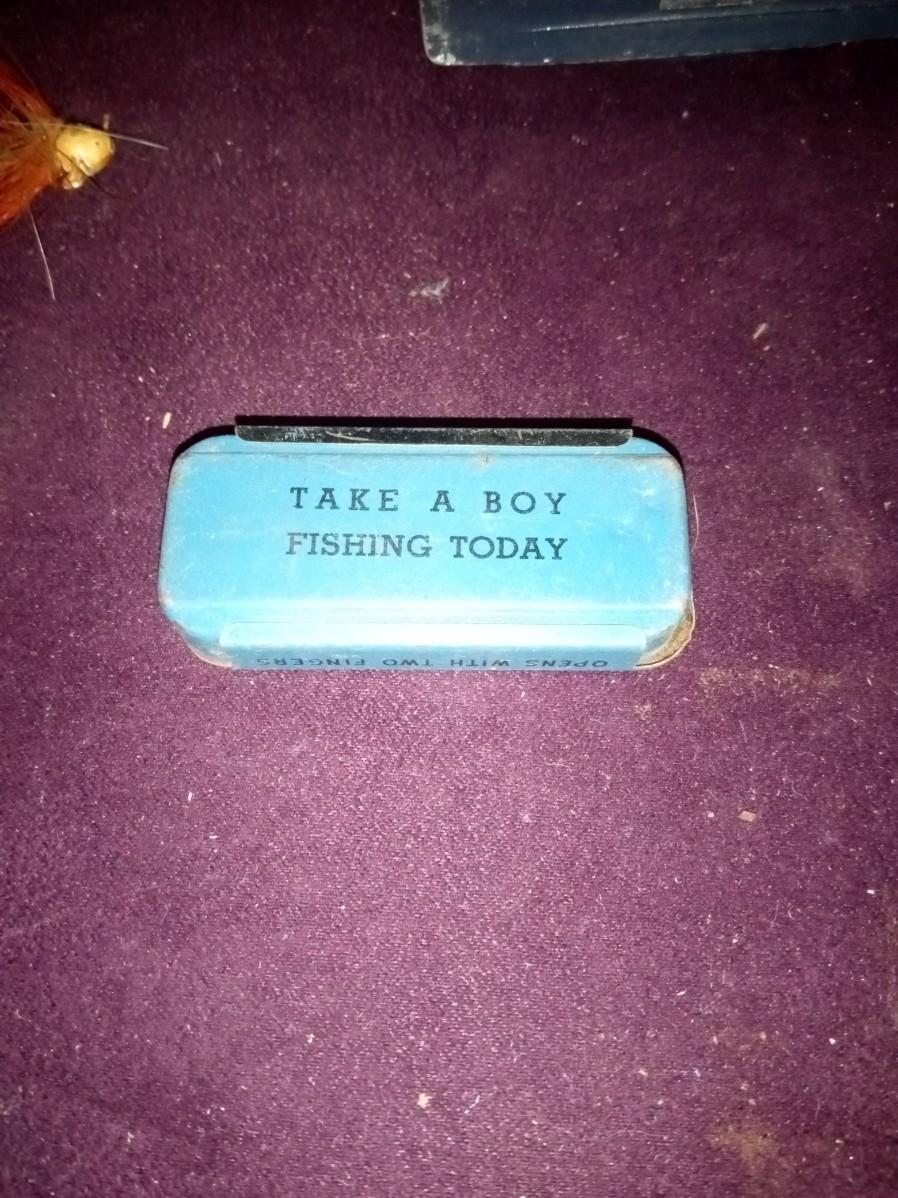 TAKE A BOY
FISHING TODAY
OPENS WITH TWO FINGERS